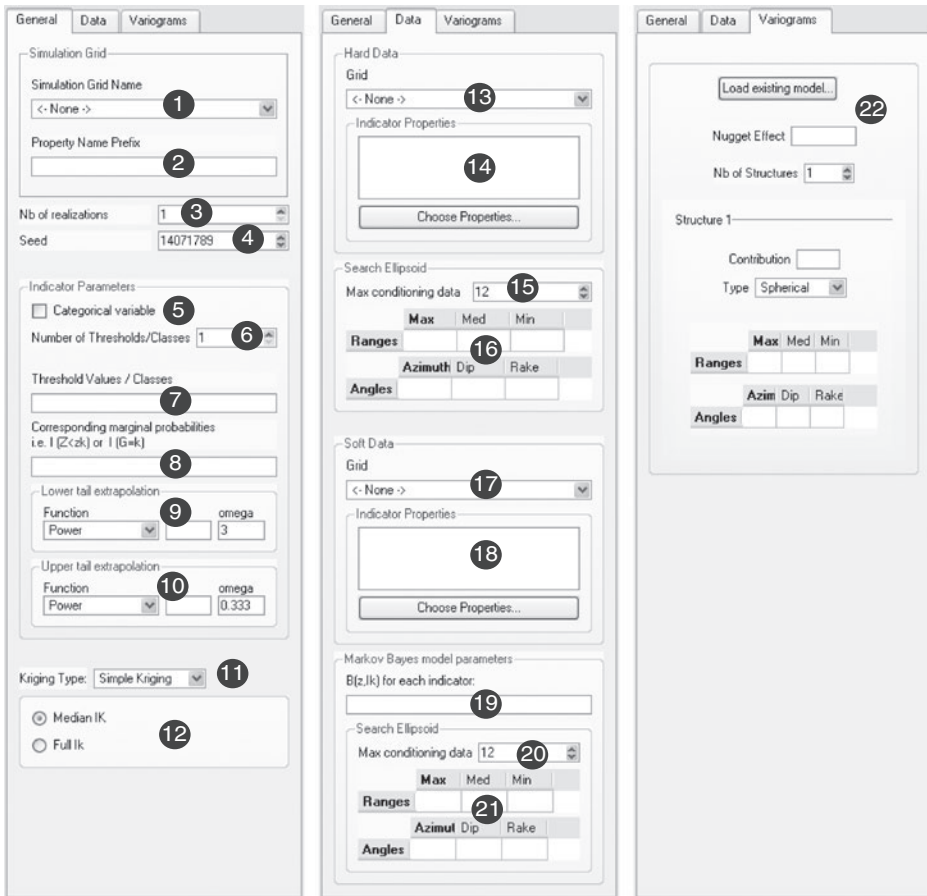 General Data Variograms
Simulation Grid
Simulation Grid Name
<- None ->
1
Property Name Prefix
2
Nb of realizations 1
3
Seed 14071789
4
Indicator Parameters
Categorical variable
5
Number of Thresholds/Classes 1
6
Threshold Values / Classes
7
Corresponding marginal probabilities
i.e. I (Z<zk) or I (G=k)
8
Lower tail extrapolation
Function 9 omega
Power 3
Upper tail extrapolation
Function 10 omega
Power 0.333
Kriging Type: Simple Kriging 11
Median IK
12
Full Ik
General Data Variograms
Hard Data
Grid
<- None ->
13
Indicator Properties
14
Choose Properties...
Search Ellipsoid
Max conditioning data 12 15
Max Med Min
Ranges
16
Azimuth Dip Rake
Angles
Soft Data
Grid
<- None ->
17
Indicator Properties
18
Choose Properties...
Markov Bayes model parameters
B(z,Ik) for each indicator:
19
Search Ellipsoid
Max conditioning data 12 20
Max Med Min
Ranges
21
Azimut Dip Rake
Angles
General Data Variograms
Load existing model...
22
Nugget Effect
Nb of Structures 1
Structure 1
Contribution
Type Spherical
Max Med Min
Ranges
Azim Dip Rake
Angles